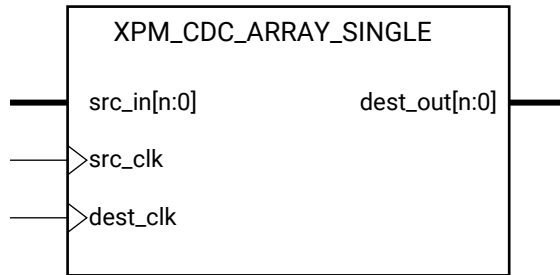 XPM_CDC_ARRAY_SINGLE
src_in[n:0] dest_out[n:0]
src_clk
dest_clk